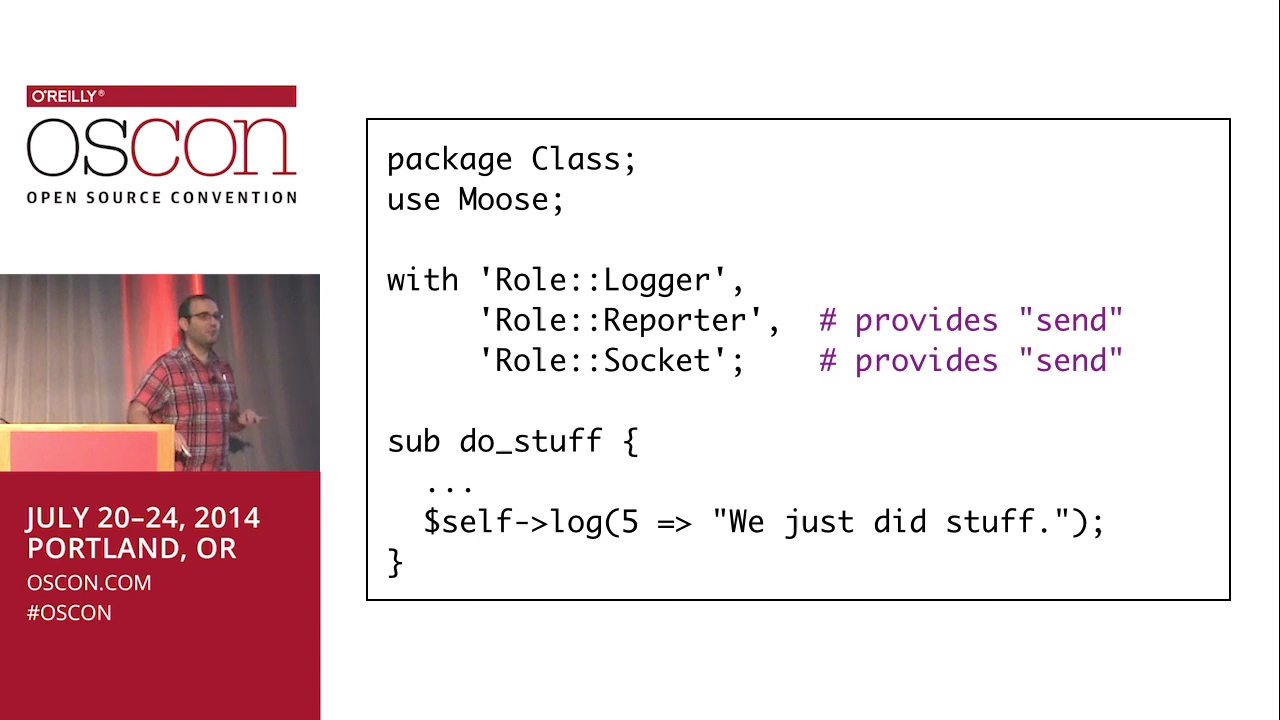 O'REILLY®
OSCON
OPEN SOURCE CONVENTION
JULY 20–24, 2014
PORTLAND, OR
OSCON.COM
#OSCON
package Class;
use Moose;
with 'Role::Logger',
'Role::Reporter',  # provides "send"
'Role::Socket';    # provides "send"
sub do_stuff {
...
$self->log(5 => "We just did stuff.");
}